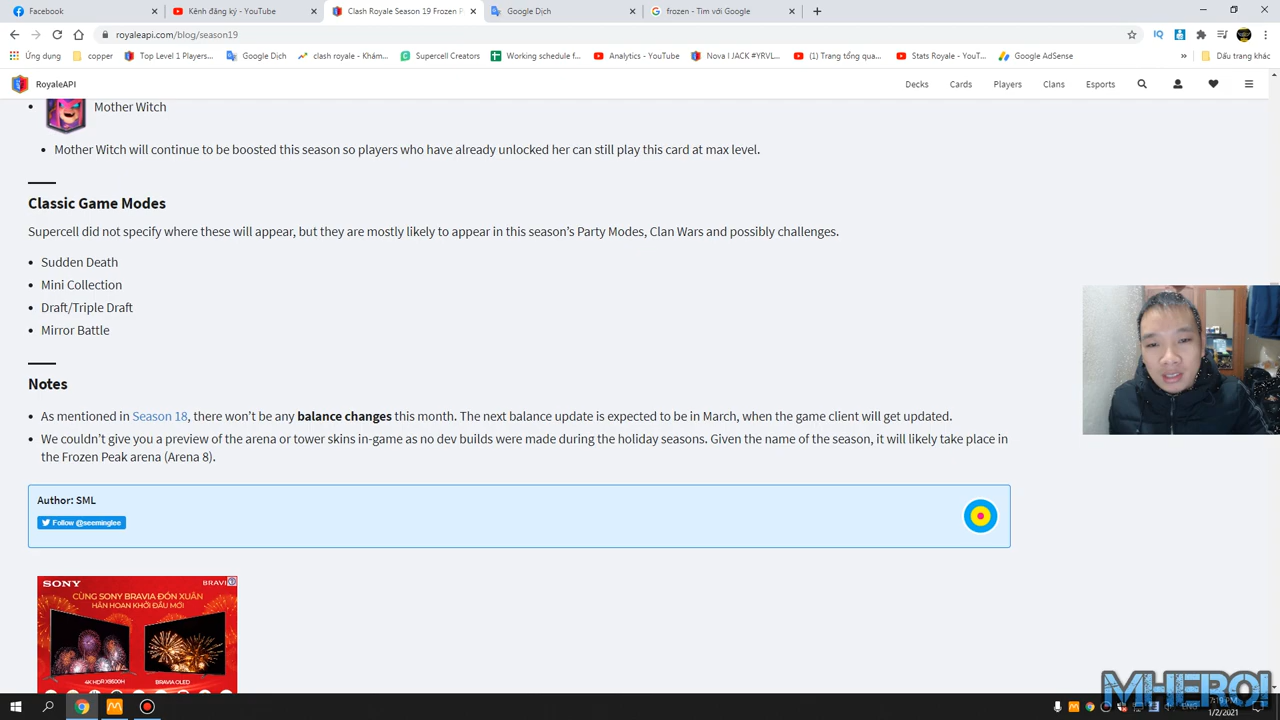 Facebook
Kênh đăng ký - YouTube
Clash Royale Season 19 Frozen P
Google Dịch
frozen - Tìm với Google
royaleapi.com/blog/season19
Ứng dụng
copper
Top Level 1 Players...
Google Dịch
clash royale - Khám...
Supercell Creators
Working schedule f...
Analytics - YouTube
Nova I JACK #YRVL...
(1) Trang tổng qua...
Stats Royale - YouT...
Google AdSense
»
Dấu trang khác
RoyaleAPI
Decks
Cards
Players
Clans
Esports
Mother Witch
Mother Witch will continue to be boosted this season so players who have already unlocked her can still play this card at max level.
Classic Game Modes
Supercell did not specify where these will appear, but they are mostly likely to appear in this season's Party Modes, Clan Wars and possibly challenges.
Sudden Death
Mini Collection
Draft/Triple Draft
Mirror Battle
Notes
As mentioned in Season 18, there won't be any balance changes this month. The next balance update is expected to be in March, when the game client will get updated.
We couldn't give you a preview of the arena or tower skins in-game as no dev builds were made during the holiday seasons. Given the name of the season, it will likely take place in
the Frozen Peak arena (Arena 8).
Author: SML
Follow @seeminglee
SONY
BRAVI
CÙNG SONY BRAVIA ĐÓN XUÂN
HÂN HOAN KHỞI ĐẦU MỚI
4K HDR X9500H
BRAVIA OLED
MHEROI
ENG
7:19 PM
1/2/2021